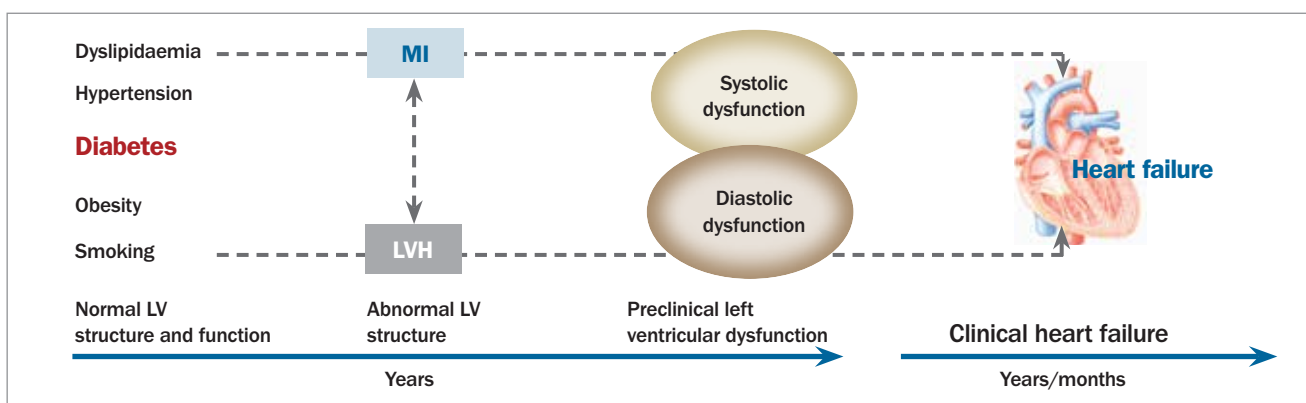 Dyslipidaemia
MI
Hypertension
Systolic
dysfunction
Diabetes
Heart failure
Obesity
Diastolic
dysfunction
Smoking
LVH
Normal LV
structure and function
Abnormal LV
structure
Preclinical left
ventricular dysfunction
Clinical heart failure
Years
Years/months